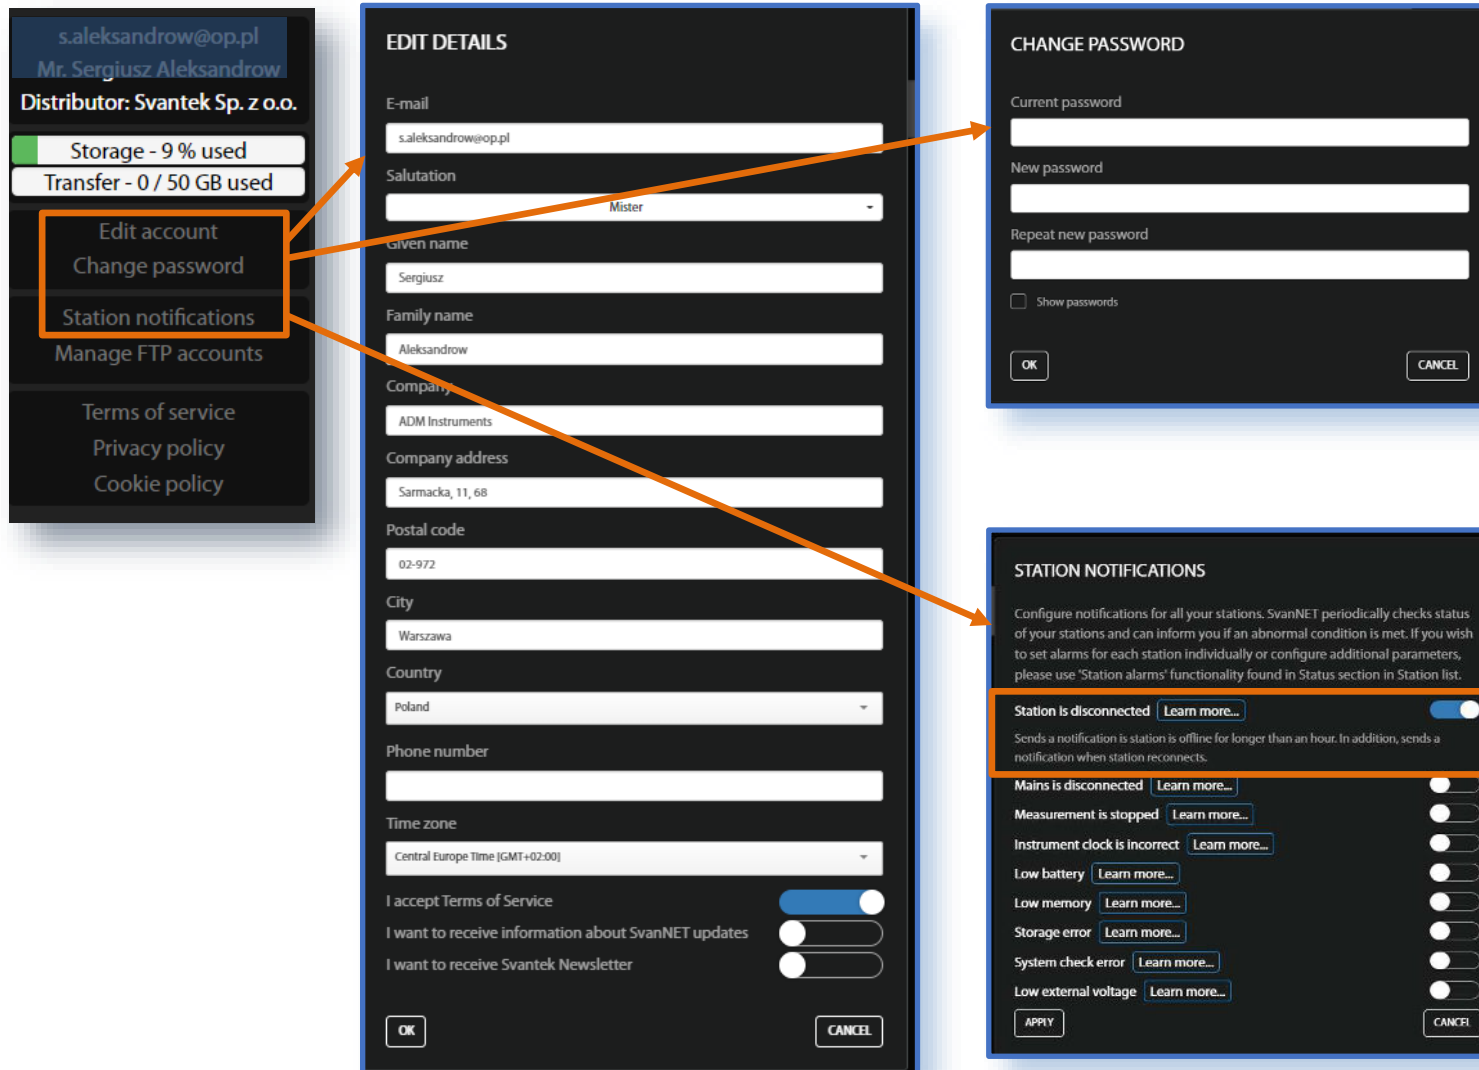 s.aleksandrow@op.pl
Mr. Sergiusz Aleksandrow
Distributor: Svantek Sp. z o.o.
Storage - 9 % used
Transfer - 0 / 50 GB used
Edit account
Change password
Station notifications
Manage FTP accounts
Terms of service
Privacy policy
Cookie policy
EDIT DETAILS
E-mail
s.aleksandrow@op.pl
Salutation
Mister
Given name
Sergiusz
Family name
Aleksandrow
Company
ADM Instruments
Company address
Sarmacka, 11, 68
Postal code
02-972
City
Warszawa
Country
Poland
Phone number
Time zone
Central Europe Time [GMT+02:00]
I accept Terms of Service
I want to receive information about SvanNET updates
I want to receive Svantek Newsletter
OK CANCEL
CHANGE PASSWORD
Current password
New password
Repeat new password
Show passwords
OK CANCEL
STATION NOTIFICATIONS
Configure notifications for all your stations. SvanNET periodically checks status
of your stations and can inform you if an abnormal condition is met. If you wish
to set alarms for each station individually or configure additional parameters,
please use 'Station alarms' functionality found in Status section in Station list.
Station is disconnected Learn more...
Sends a notification is station is offline for longer than an hour. In addition, sends a
notification when station reconnects.
Mains is disconnected Learn more...
Measurement is stopped Learn more...
Instrument clock is incorrect Learn more...
Low battery Learn more...
Low memory Learn more...
Storage error Learn more...
System check error Learn more...
Low external voltage Learn more...
APPLY CANCEL